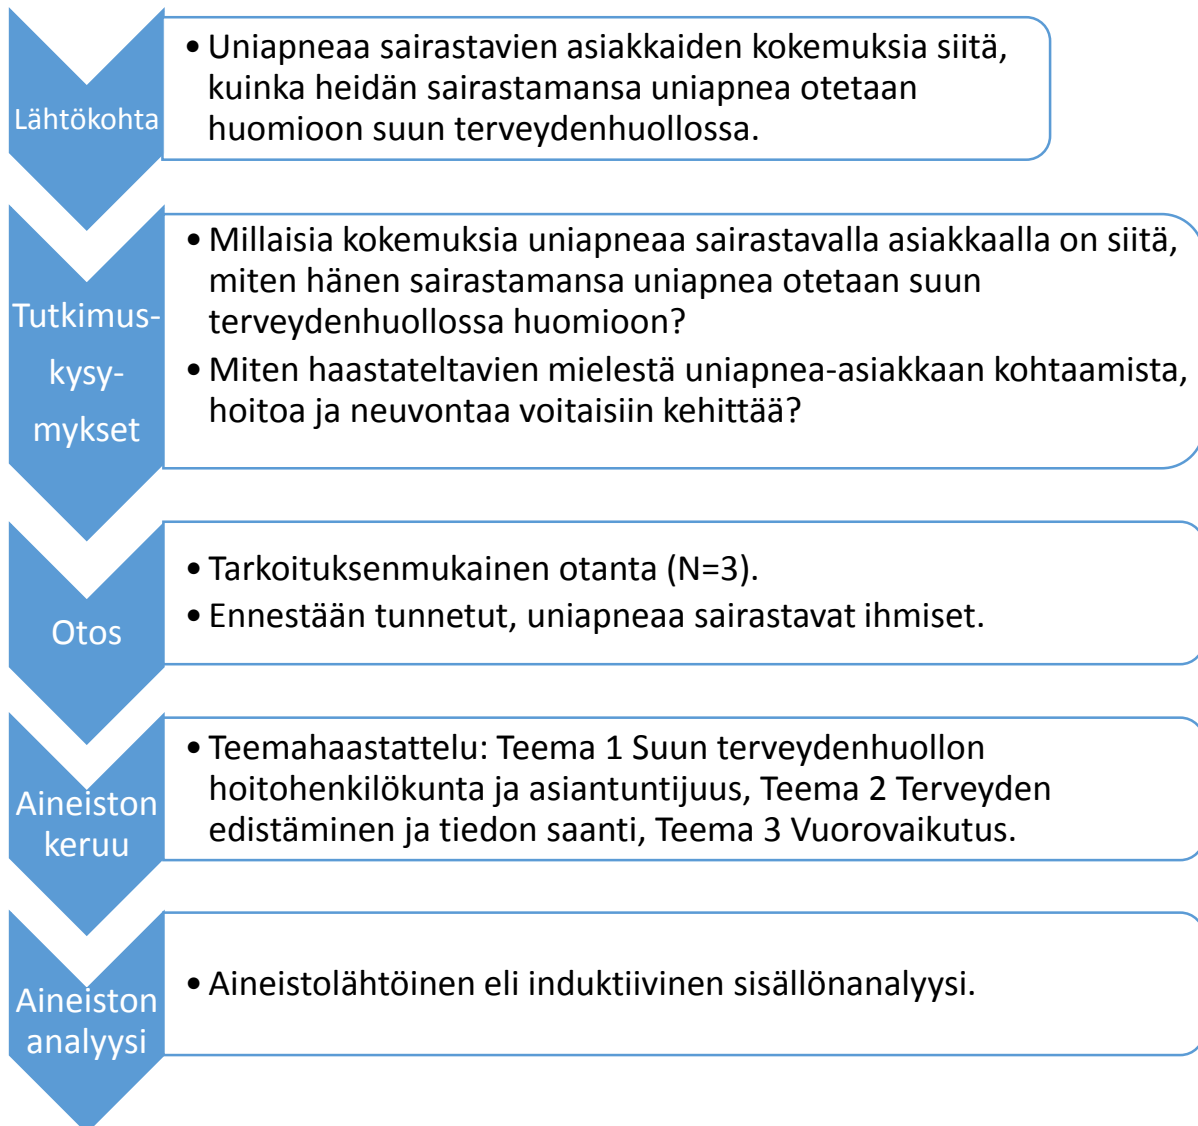 Lähtökohta
• Uniapneaa sairastavien asiakkaiden kokemuksia siitä,
kuinka heidän sairastamansa uniapnea otetaan
huomioon suun terveydenhuollossa.
Tutkimus-
kysy-
mykset
• Millaisia kokemuksia uniapneaa sairastavalla asiakkaalla on siitä,
miten hänen sairastamansa uniapnea otetaan suun
terveydenhuollossa huomioon?
• Miten haastateltavien mielestä uniapnea-asiakkaan kohtaamista,
hoitoa ja neuvontaa voitaisiin kehittää?
Otos
• Tarkoituksenmukainen otanta (N=3).
• Ennestään tunnetut, uniapneaa sairastavat ihmiset.
Aineiston
keruu
• Teemahaastattelu: Teema 1 Suun terveydenhuollon
hoitohenkilökunta ja asiantuntijuus, Teema 2 Terveyden
edistäminen ja tiedon saanti, Teema 3 Vuorovaikutus.
Aineiston
analyysi
• Aineistolähtöinen eli induktiivinen sisällönanalyysi.